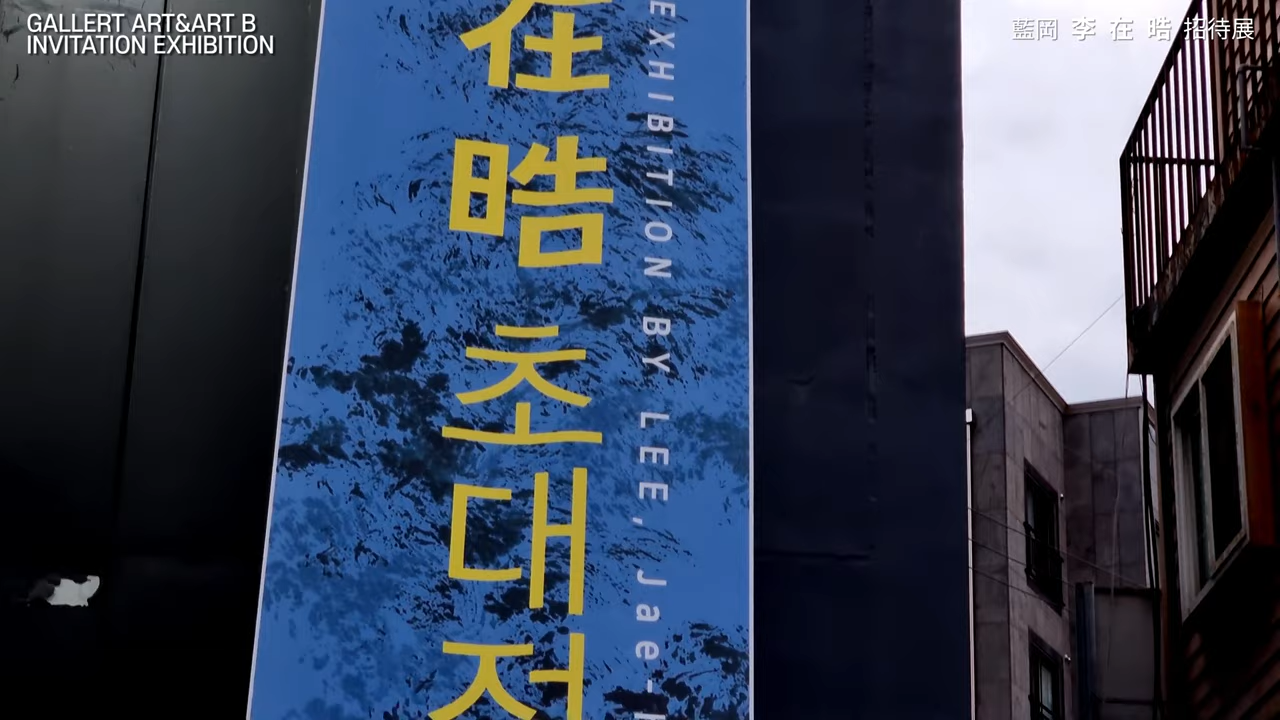 GALLERT ART&ART B
INVITATION EXHIBITION
藍岡 李 在 晧 招待展
在晧초대전
EXHIBITION BY LEE, Jae-